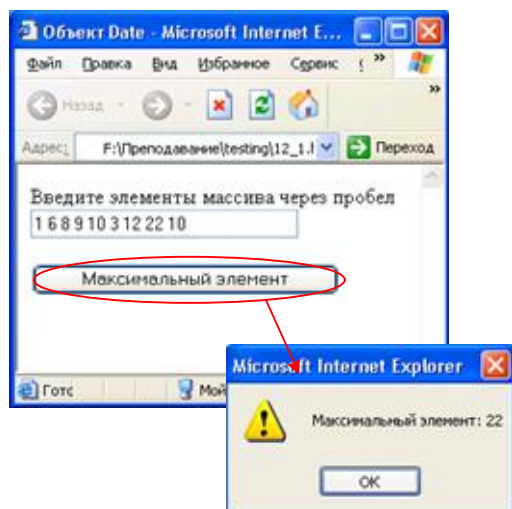 Объект Date - Microsoft Internet E...
Файл Правка Вид Избранное Сервис
Назад
Адрес: F:\Преподавание\testing\12_1. Переход
Введите элементы массива через пробел
1 6 8 9 10 3 12 22 10
Максимальный элемент
Microsoft Internet Explorer
Гото Мой
Максимальный элемент: 22
OK